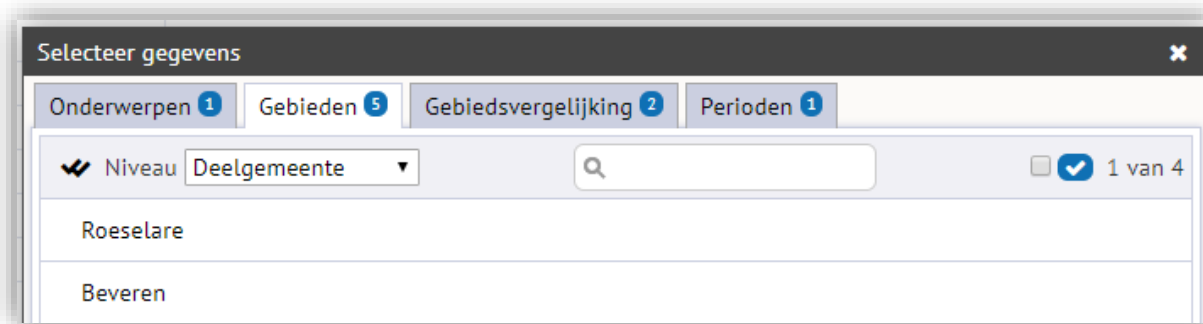 Selecteer gegevens
Onderwerpen 1 Gebieden 5 Gebiedsvergelijking 2 Perioden 1
Niveau Deelgemeente 1 van 4
Roeselare
Beveren